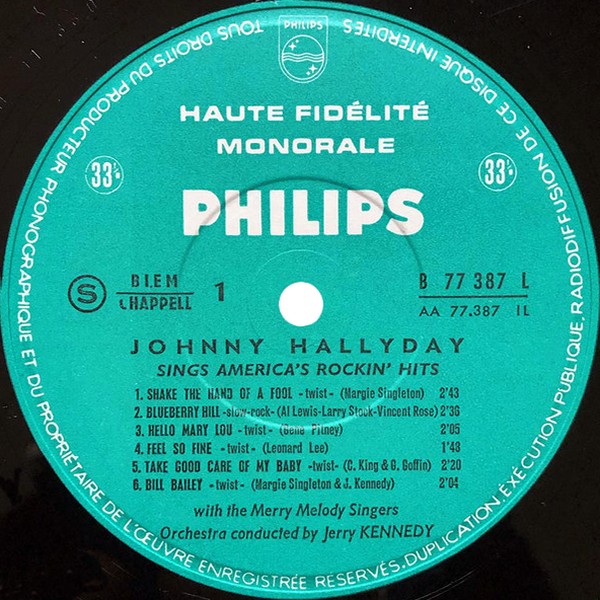 TOUS DROITS DU PRODUCTEUR PHONOGRAPHIQUE ET DU PROPRIÉTAIRE DE L'ŒUVRE ENREGISTRÉE RÉSERVÉS. DUPLICATION EXÉCUTION PUBLIQUE, RADIODIFFUSION DE CE DISQUE INTERDITES
PHILIPS
HAUTE FIDÉLITÉ
MONORALE
33⅓ 33⅓
PHILIPS
S BIEM CHAPPELL 1 B 77 387 L
AA 77.387 1L
JOHNNY HALLYDAY
SINGS AMERICA'S ROCKIN' HITS
1. SHAKE THE HAND OF A FOOL -twist- (Margie Singleton) 2'43
2. BLUEBERRY HILL -slow-rock- (Al Lewis-Larry Stock-Vincent Rose) 2'36
3. HELLO MARY LOU -twist- (Gene Pitney) 2'05
4. FEEL SO FINE -twist- (Leonard Lee) 1'48
5. TAKE GOOD CARE OF MY BABY -twist- (C. King & G. Goffin) 2'20
6. BILL BAILEY -twist- (Margie Singleton & J. Kennedy) 2'04
with the Merry Melody Singers
Orchestra conducted by Jerry KENNEDY